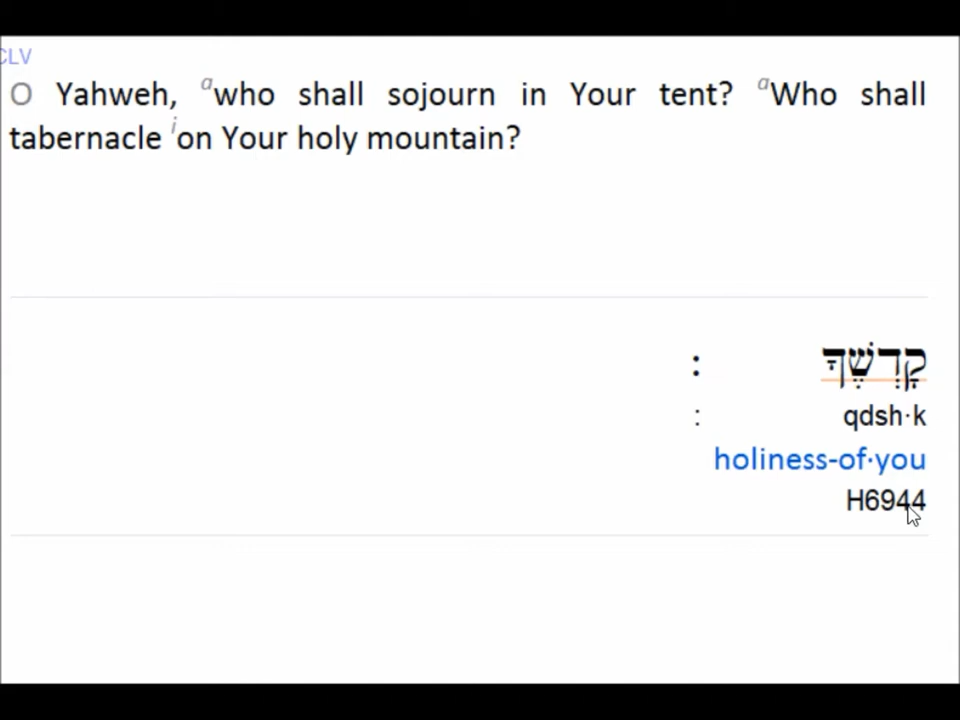 CLV
O Yahweh, ᵃwho shall sojourn in Your tent? ᵃWho shall
tabernacle ⁱon Your holy mountain?
קָדְשֶׁךָ :
qdsh·k :
holiness-of·you
H6944